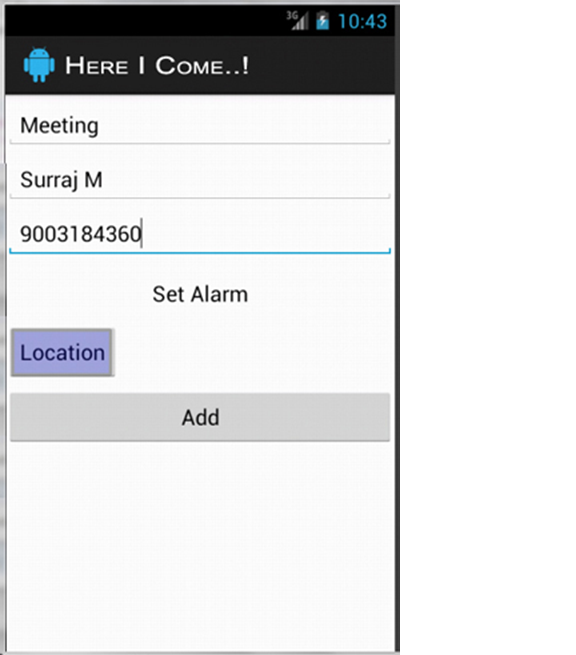 3G 10:43
HERE I COME..!
Meeting
Surraj M
9003184360
Set Alarm
Location
Add